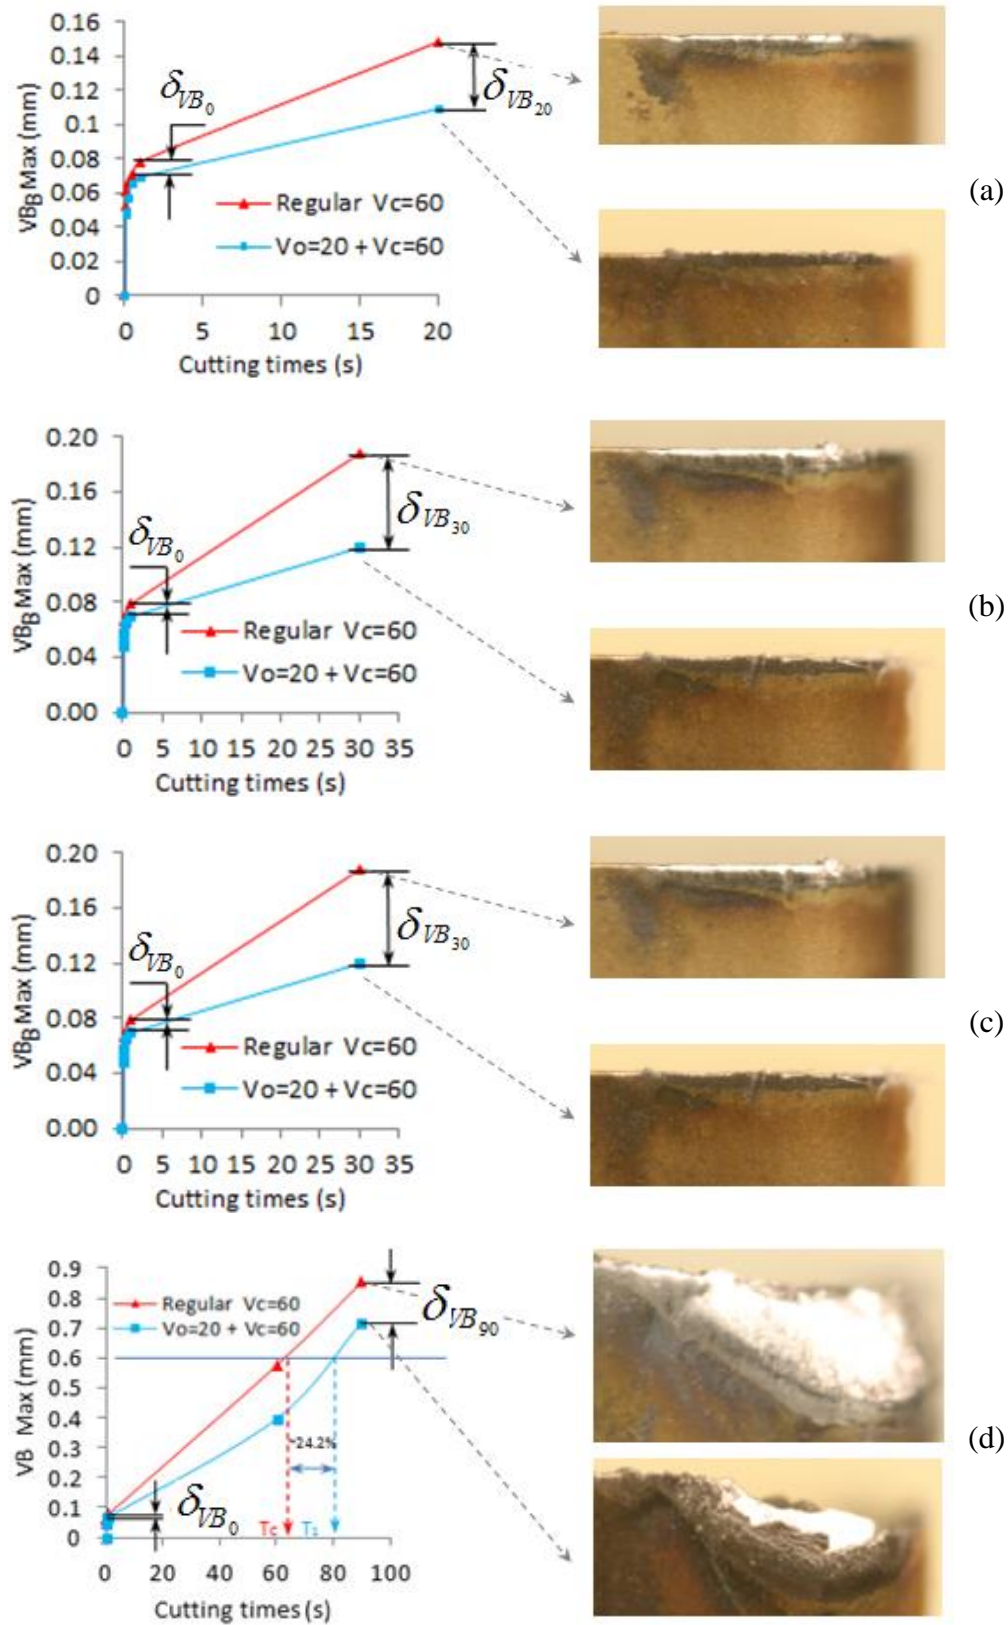 0.16
0.14
0.12
0.1
0.08
0.06
0.04
0.02
0
VBB Max (mm)
δVB0
δVB20
Regular Vc=60
Vo=20 + Vc=60
0 5 10 15 20
Cutting times (s)
(a)
0.20
0.16
0.12
0.08
0.04
0.00
VBB Max (mm)
δVB0
δVB30
Regular Vc=60
Vo=20 + Vc=60
0 5 10 15 20 25 30 35
Cutting times (s)
(b)
0.20
0.16
0.12
0.08
0.04
0.00
VBB Max (mm)
δVB0
δVB30
Regular Vc=60
Vo=20 + Vc=60
0 5 10 15 20 25 30 35
Cutting times (s)
(c)
0.9
0.8
0.7
0.6
0.5
0.4
0.3
0.2
0.1
0
VB Max (mm)
Regular Vc=60
Vo=20 + Vc=60
δVB90
~24.2%
δVB0
Tc
0 20 40 60 80 100
Cutting times (s)
(d)